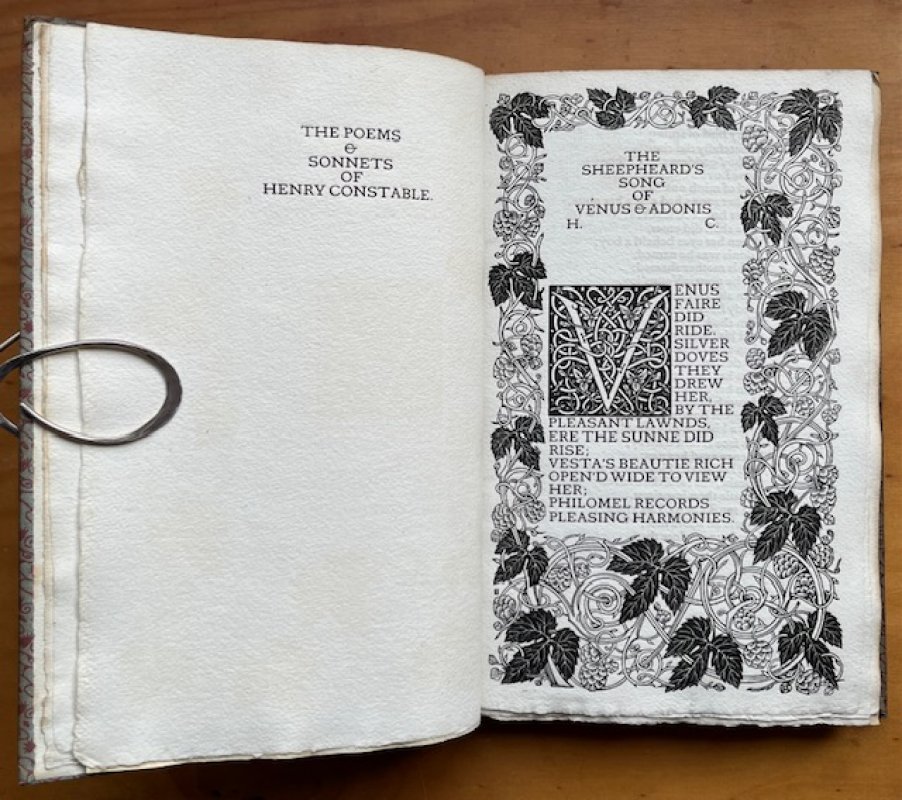 THE POEMS
&
SONNETS
OF
HENRY CONSTABLE.
THE
SHEEPHEARD'S
SONG
OF
VENUS & ADONIS
H. C.
VENUS
FAIRE
DID
RIDE,
SILVER
DOVES
THEY
DREW
HER,
BY THE
PLEASANT LAWNDS,
ERE THE SUNNE DID
RISE;
VESTA'S BEAUTIE RICH
OPEN'D WIDE TO VIEW
HER;
PHILOMEL RECORDS
PLEASING HARMONIES.